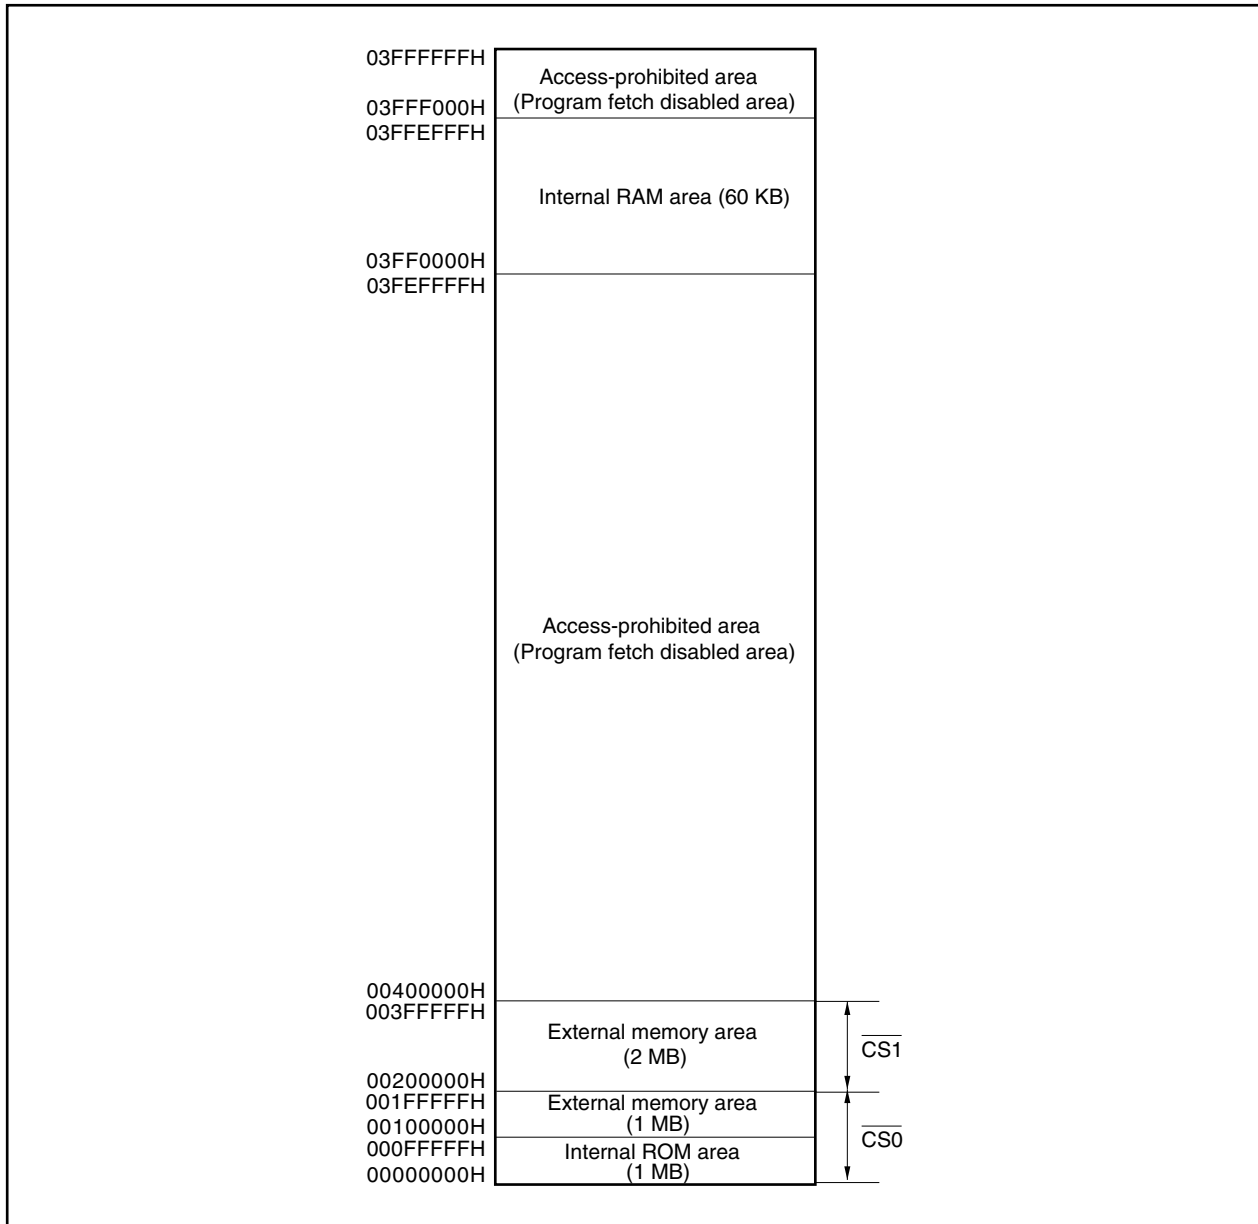 03FFFFFFH
Access-prohibited area
(Program fetch disabled area)
03FFF000H
03FFEFFFH
Internal RAM area (60 KB)
03FF0000H
03FEFFFFH
Access-prohibited area
(Program fetch disabled area)
00400000H
003FFFFFH
External memory area
(2 MB)
CS1
00200000H
001FFFFFH
External memory area
(1 MB)
00100000H
CS0
000FFFFFH
Internal ROM area
(1 MB)
00000000H